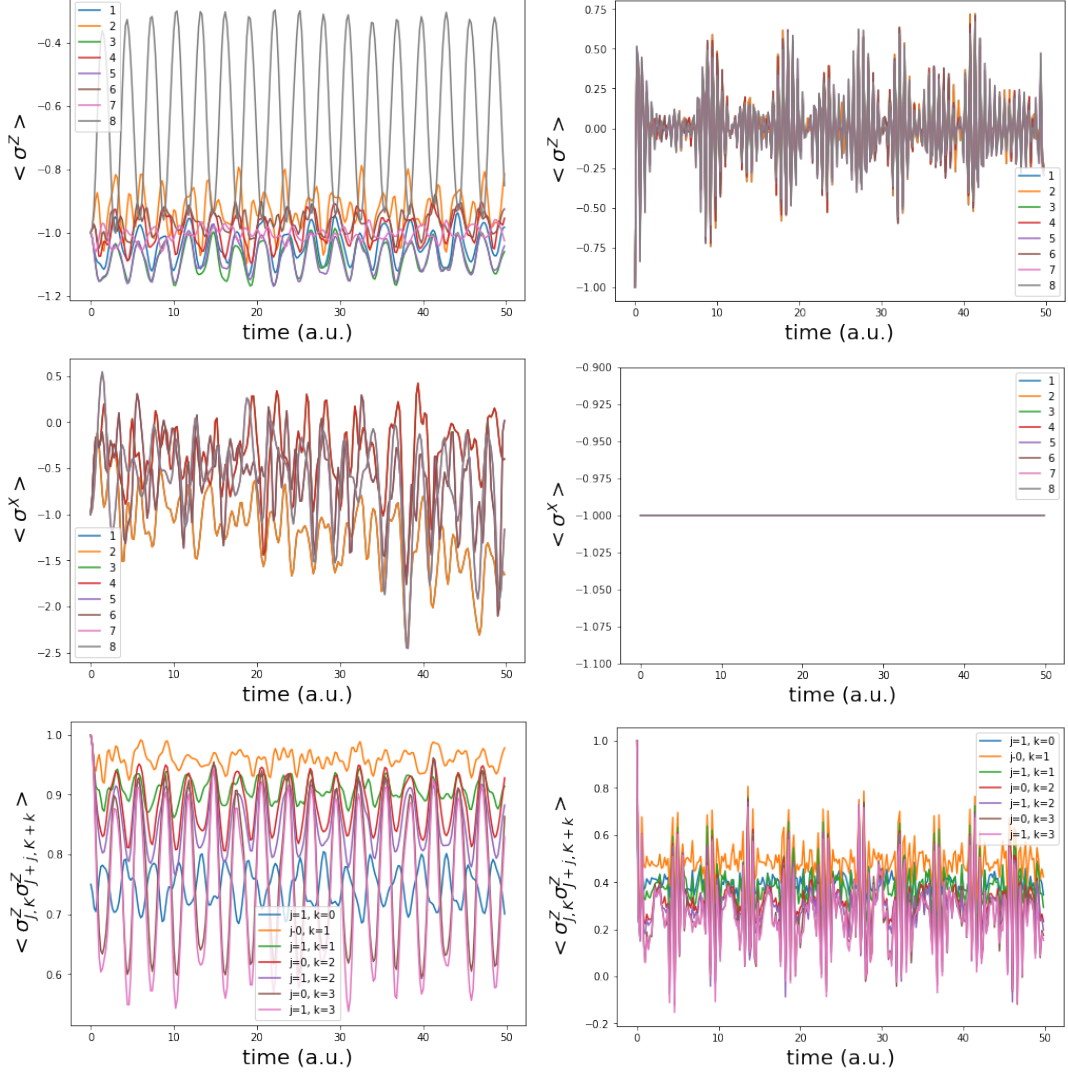 < σ^Z >
−0.4
−0.6
−0.8
−1.0
−1.2
1
2
3
4
5
6
7
8
0 10 20 30 40 50
time (a.u.)
< σ^Z >
0.75
0.50
0.25
0.00
−0.25
−0.50
−0.75
−1.00
1
2
3
4
5
6
7
8
0 10 20 30 40 50
time (a.u.)
< σ^X >
0.5
0.0
−0.5
−1.0
−1.5
−2.0
−2.5
1
2
3
4
5
6
7
8
0 10 20 30 40 50
time (a.u.)
< σ^X >
−0.900
−0.925
−0.950
−0.975
−1.000
−1.025
−1.050
−1.075
−1.100
1
2
3
4
5
6
7
8
0 10 20 30 40 50
time (a.u.)
< σ^Z_{J,K} σ^Z_{J+j,K+k} >
1.0
0.9
0.8
0.7
0.6
j=1, k=0
j-0, k=1
j=1, k=1
j=0, k=2
j=1, k=2
j=0, k=3
j=1, k=3
0 10 20 30 40 50
time (a.u.)
< σ^Z_{J,K} σ^Z_{J+j,K+k} >
1.0
0.8
0.6
0.4
0.2
0.0
−0.2
j=1, k=0
j-0, k=1
j=1, k=1
j=0, k=2
j=1, k=2
j=0, k=3
j=1, k=3
0 10 20 30 40 50
time (a.u.)